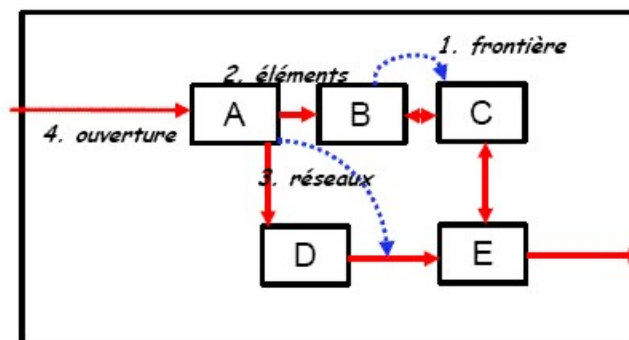 1. frontière
2. éléments
A
B
C
4. ouverture
3. réseaux
D
E